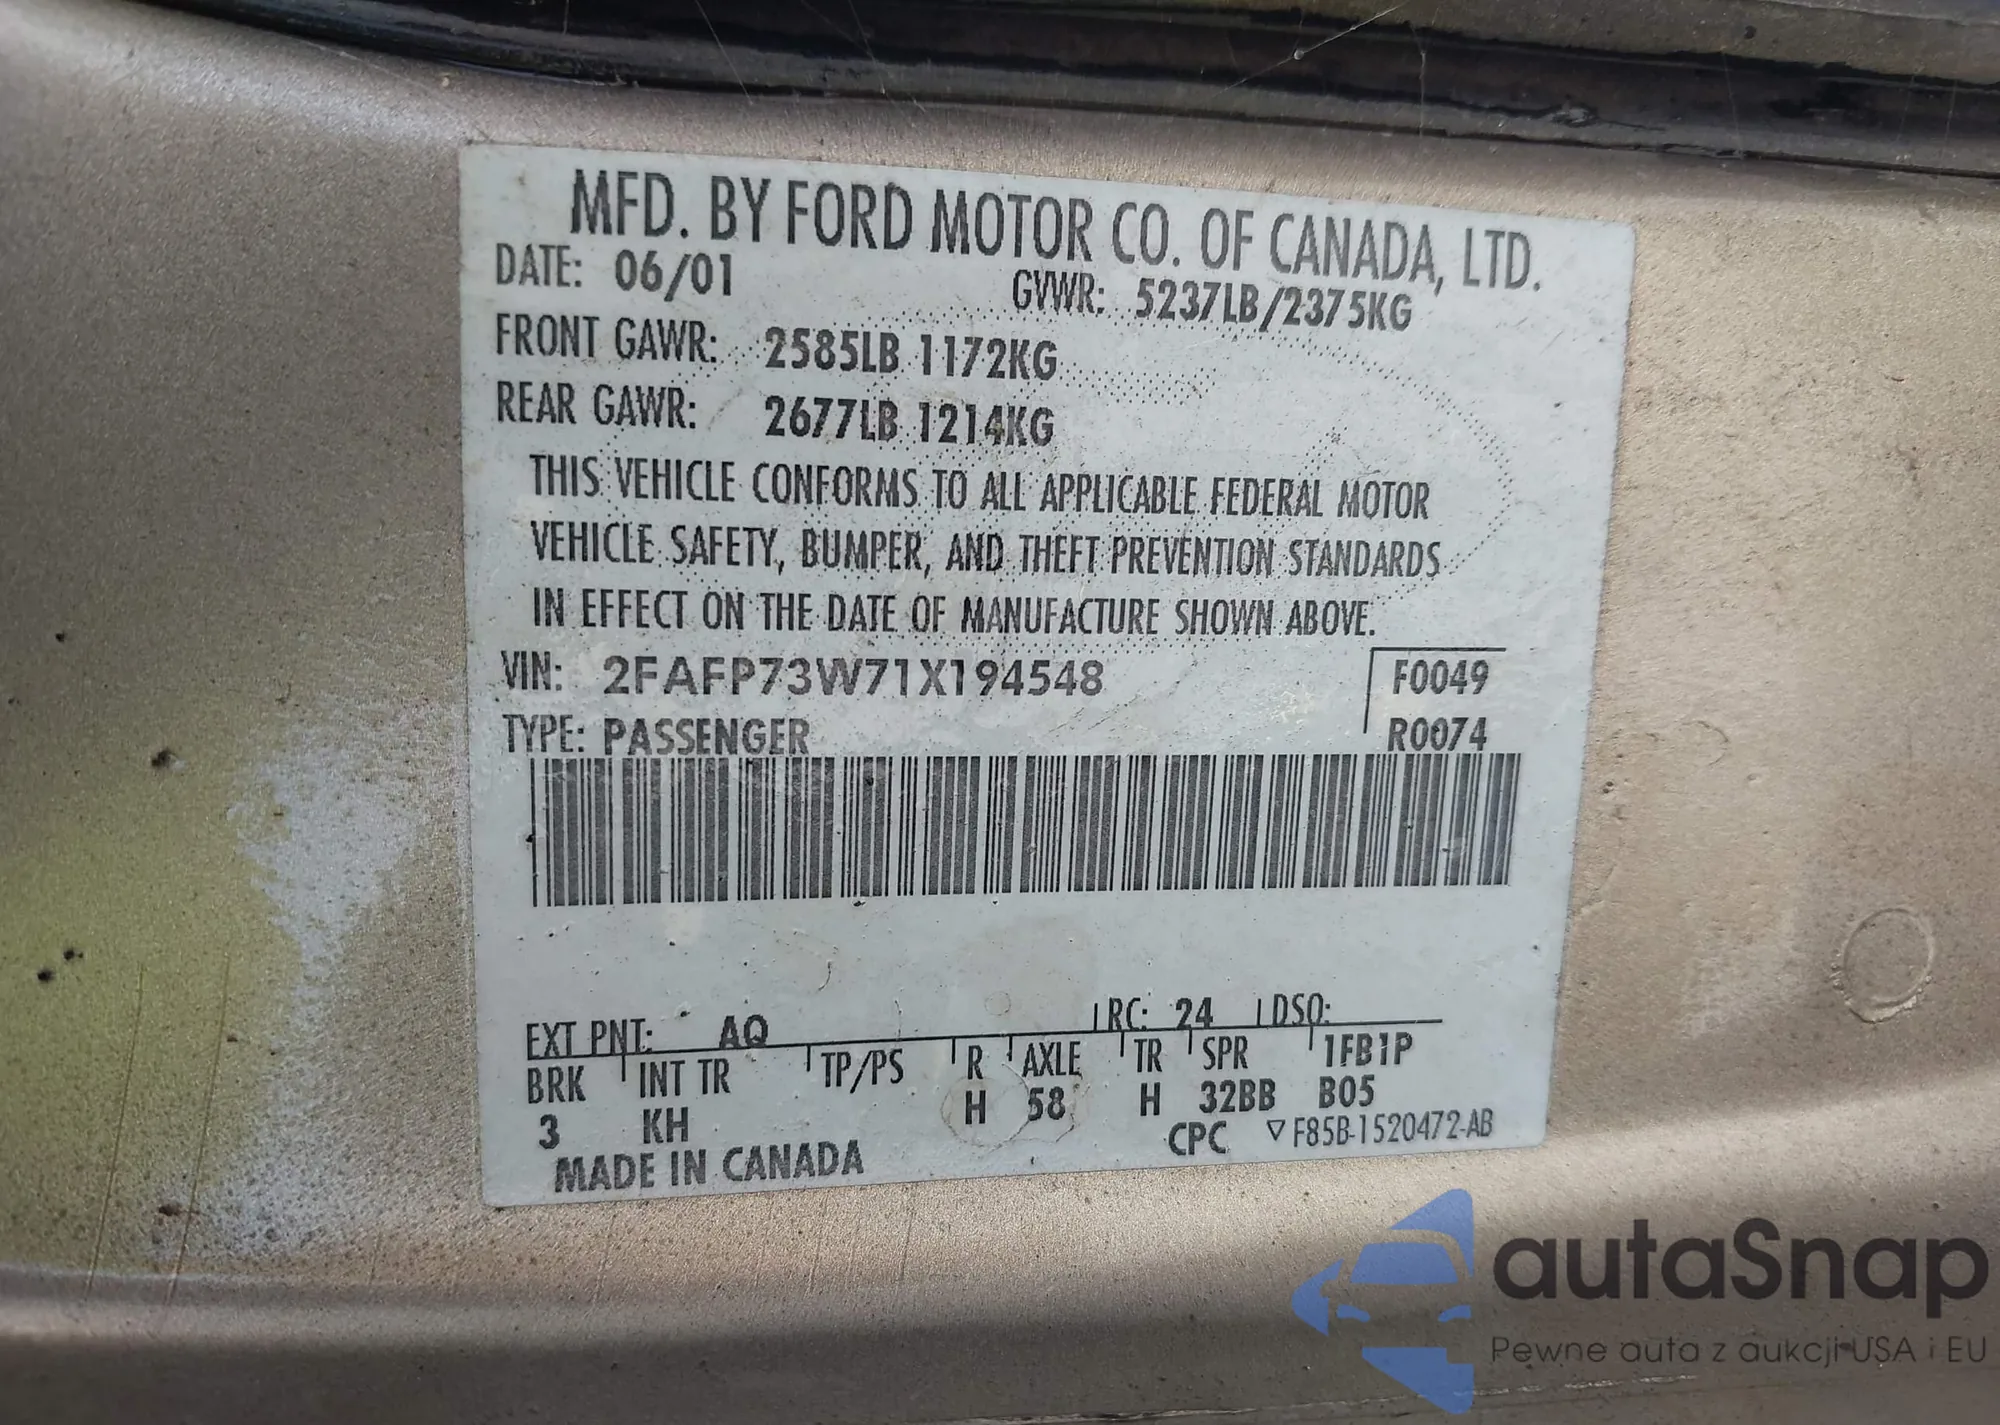 MFD. BY FORD MOTOR CO. OF CANADA, LTD.
DATE: 06/01 GVWR: 5237LB/2375KG
FRONT GAWR: 2585LB 1172KG
REAR GAWR: 2677LB 1214KG
THIS VEHICLE CONFORMS TO ALL APPLICABLE FEDERAL MOTOR
VEHICLE SAFETY, BUMPER, AND THEFT PREVENTION STANDARDS
IN EFFECT ON THE DATE OF MANUFACTURE SHOWN ABOVE.
VIN: 2FAFP73W71X194548 F0049
TYPE: PASSENGER R0074
EXT PNT: AQ RC: 24 DSO:
BRK INT TR TP/PS R AXLE TR SPR 1FB1P
3 KH H 58 H 32BB B05
MADE IN CANADA CPC ▽ F85B-1520472-AB
autaSnap
Pewne auta z aukcji USA i EU